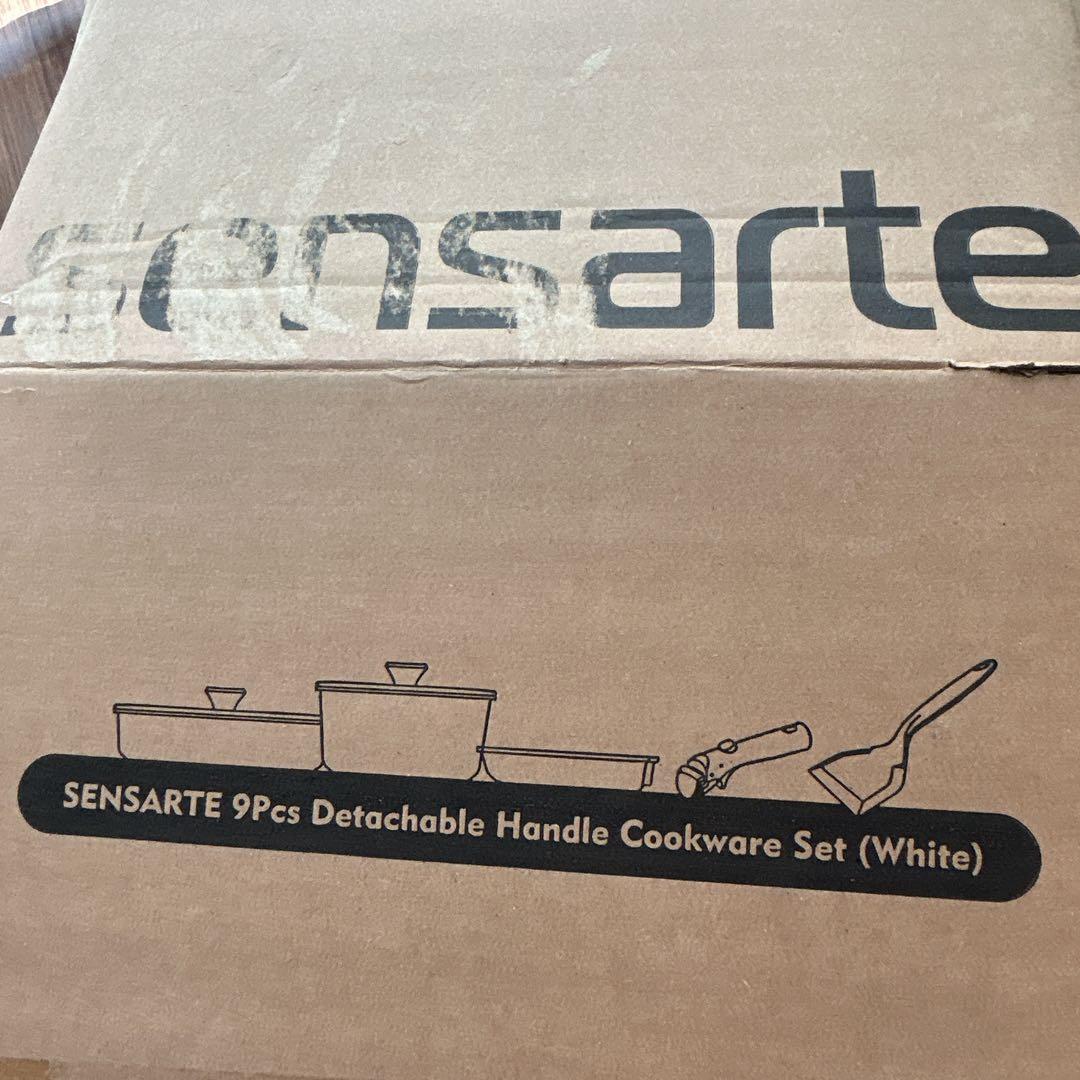 sensarte
SENSARTE 9Pcs Detachable Handle Cookware Set (White)